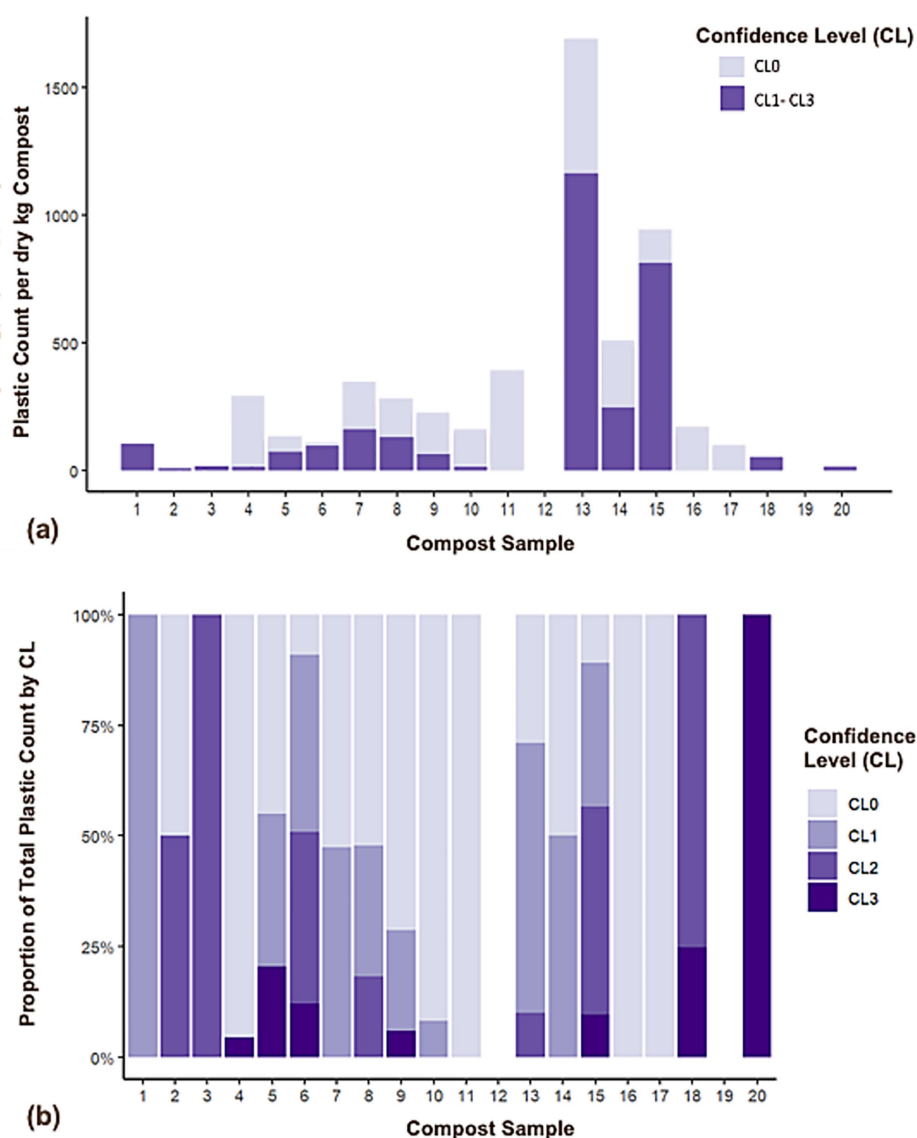 Confidence Level (CL)
CL0
CL1- CL3
Plastic Count per dry kg Compost
1500
1000
500
0
1 2 3 4 5 6 7 8 9 10 11 12 13 14 15 16 17 18 19 20
(a)
Compost Sample
Proportion of Total Plastic Count by CL
100%
75%
50%
25%
0%
Confidence
Level (CL)
CL0
CL1
CL2
CL3
1 2 3 4 5 6 7 8 9 10 11 12 13 14 15 16 17 18 19 20
(b)
Compost Sample